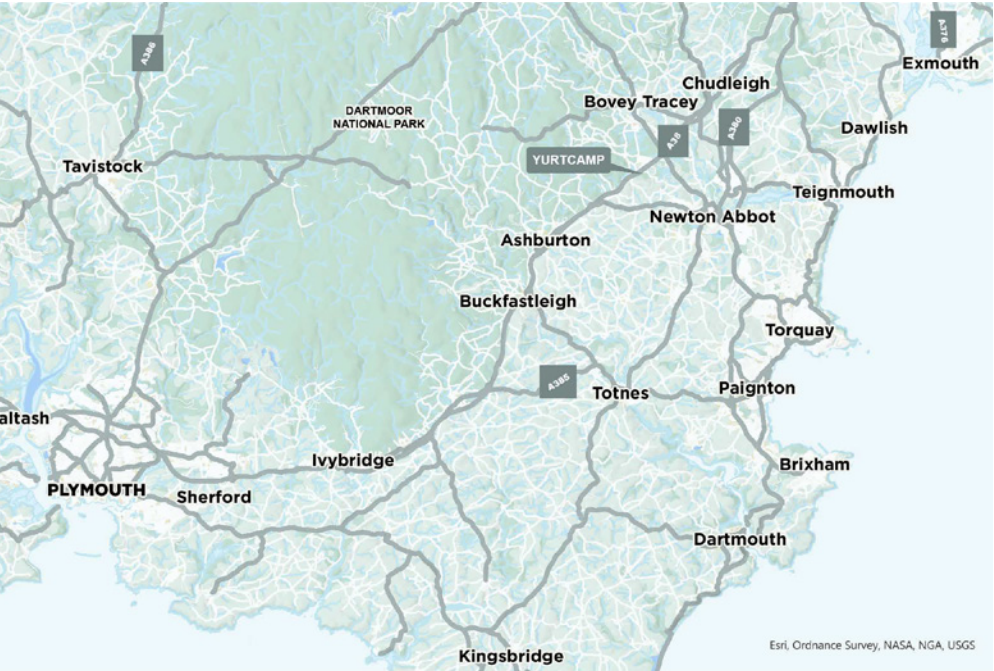 A386
A376
Exmouth
Chudleigh
Bovey Tracey
DARTMOOR
NATIONAL PARK
A38
A380
Dawlish
YURTCAMP
Tavistock
Teignmouth
Newton Abbot
Ashburton
Buckfastleigh
Torquay
A385
Totnes
Paignton
altash
Ivybridge
Brixham
PLYMOUTH
Sherford
Dartmouth
Esri, Ordnance Survey, NASA, NGA, USGS
Kingsbridge